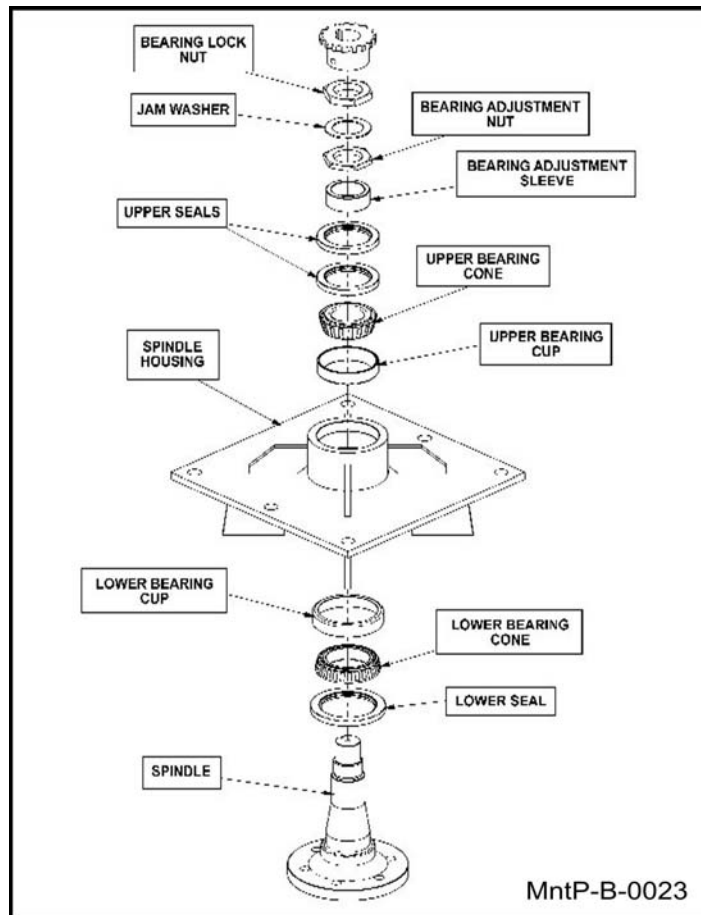 BEARING LOCK
NUT
JAM WASHER
BEARING ADJUSTMENT
NUT
BEARING ADJUSTMENT
SLEEVE
UPPER SEALS
UPPER BEARING
CONE
SPINDLE
HOUSING
UPPER BEARING
CUP
LOWER BEARING
CUP
LOWER BEARING
CONE
LOWER SEAL
SPINDLE
MntP-B-0023